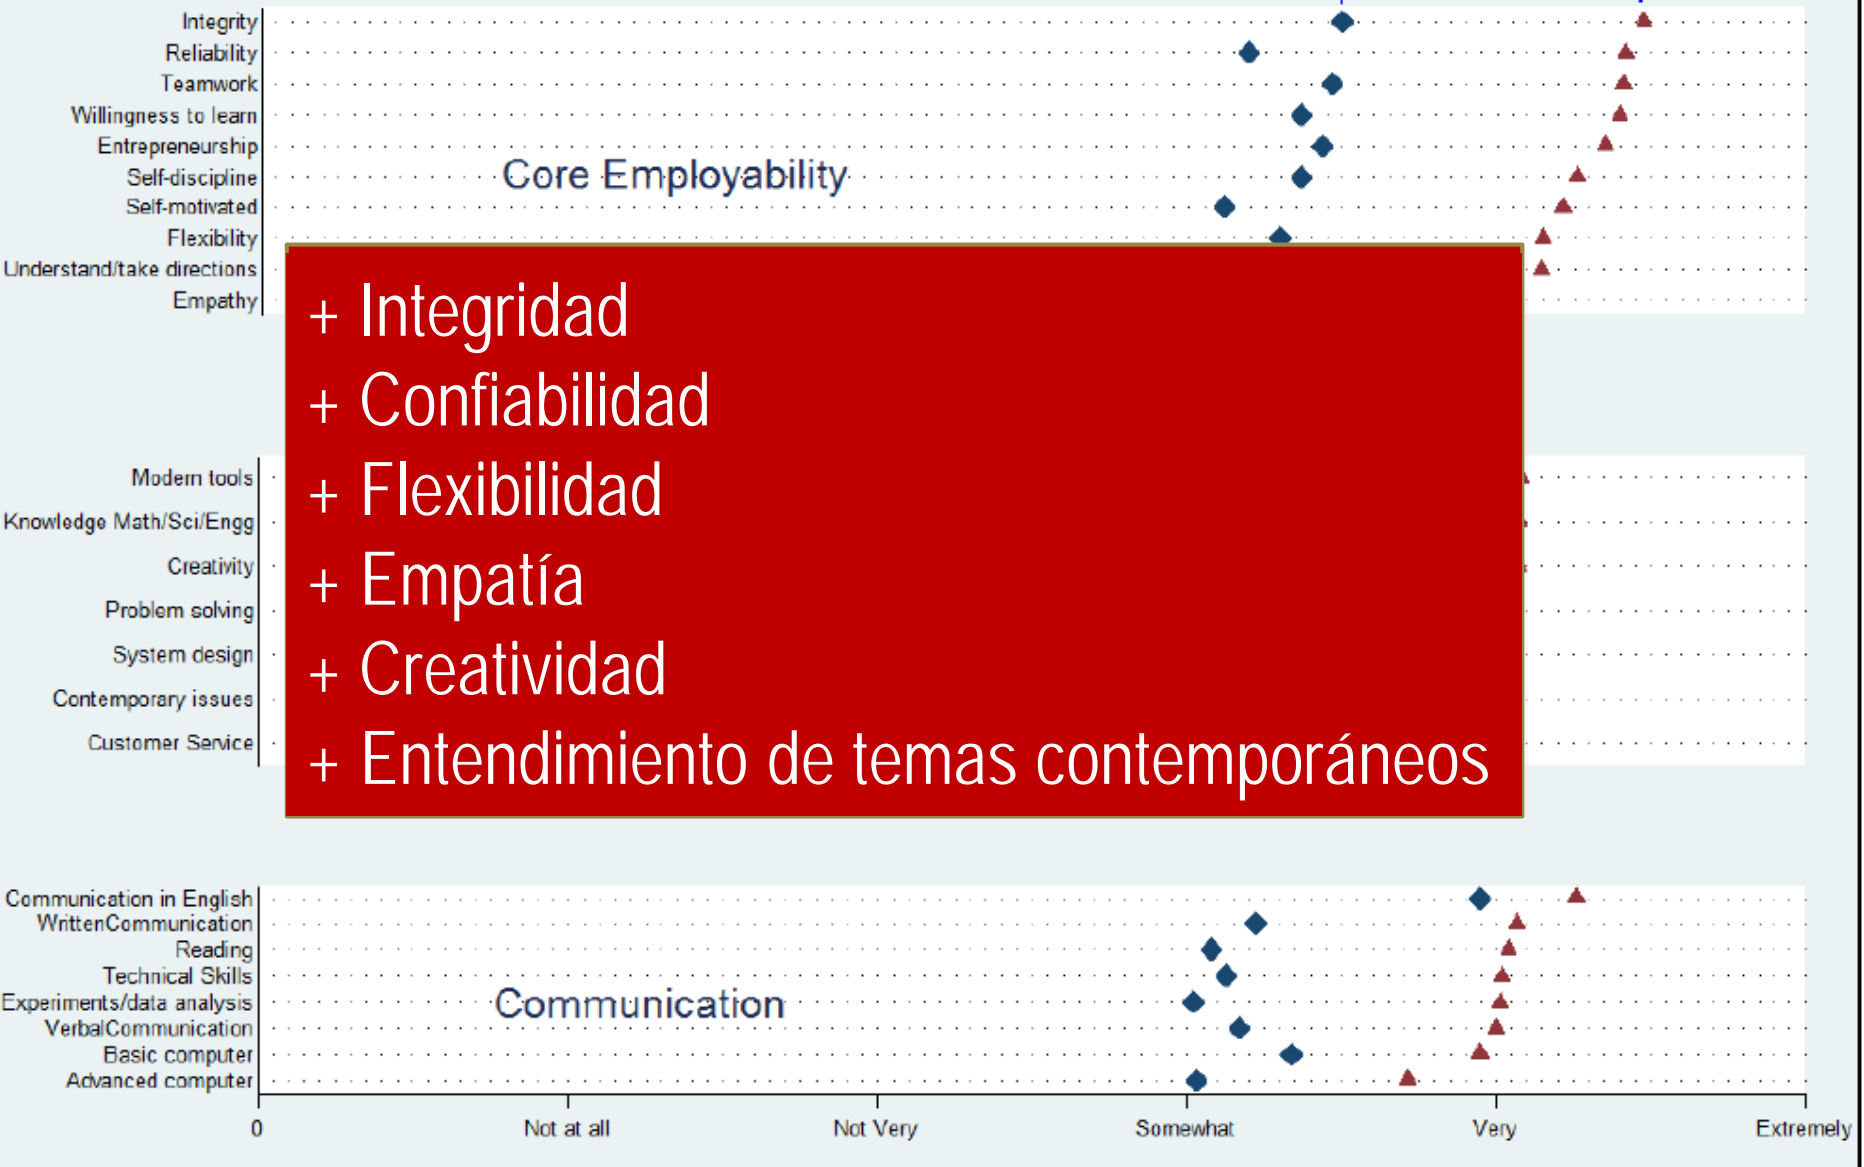 Integrity
Reliability
Teamwork
Willingness to learn
Entrepreneurship
Self-discipline
Core Employability
Self-motivated
Flexibility
Understand/take directions
Empathy
+ Integridad
+ Confiabilidad
+ Flexibilidad
+ Empatía
+ Creatividad
+ Entendimiento de temas contemporáneos
Modern tools
Knowledge Math/Sci/Engg
Creativity
Problem solving
System design
Contemporary issues
Customer Service
Communication in English
WrittenCommunication
Reading
Technical Skills
Experiments/data analysis
Communication
VerbalCommunication
Basic computer
Advanced computer
0 Not at all Not Very Somewhat Very Extremely